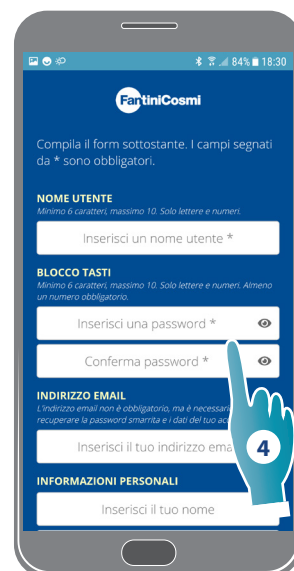 84% 18:30
FantiniCosmi
Compila il form sottostante. I campi segnati
da * sono obbligatori.
NOME UTENTE
Minimo 6 caratteri, massimo 10. Solo lettere e numeri.
Inserisci un nome utente *
BLOCCO TASTI
Minimo 6 caratteri, massimo 10. Solo lettere e numeri. Almeno
un numero obbligatorio.
Inserisci una password *
Conferma password *
INDIRIZZO EMAIL
L'indirizzo email non è obbligatorio, ma è
recuperare la password smarrita e i dati del tuo
Inserisci il tuo indirizzo
4
INFORMAZIONI PERSONALI
Inserisci il tuo nome